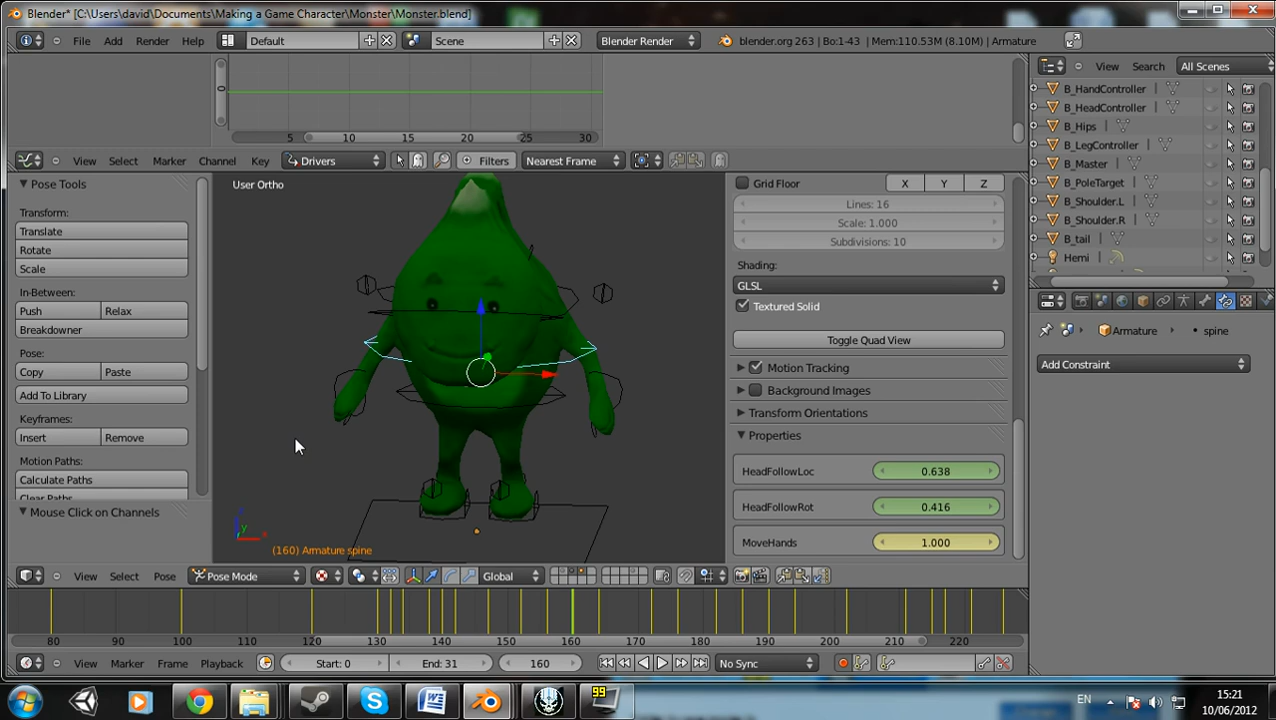 Blender* [C:\Users\david\Documents\Making a Game Character\Monster\Monster.blend]
File Add Render Help Default Scene Blender Render blender.org 263 | Bo:1-43 | Mem:110.53M (8.10M) | Armature
View Search All Scenes
B_HandController
B_HeadController
B_Hips
B_LegController
B_Master
B_PoleTarget
B_Shoulder.L
B_Shoulder.R
B_tail
Hemi
0
5 10 15 20 25 30
View Select Marker Channel Key Drivers Filters Nearest Frame
Pose Tools
Transform:
Translate
Rotate
Scale
In-Between:
Push Relax
Breakdowner
Pose:
Copy Paste
Add To Library
Keyframes:
Insert Remove
Motion Paths:
Calculate Paths
Clear Paths
Mouse Click on Channels
User Ortho
y x
(160) Armature spine
Grid Floor X Y Z
Lines: 16
Scale: 1.000
Subdivisions: 10
Shading:
GLSL
Textured Solid
Toggle Quad View
Motion Tracking
Background Images
Transform Orientations
Properties
HeadFollowLoc 0.638
HeadFollowRot 0.416
MoveHands 1.000
Armature spine
Add Constraint
View Select Pose Pose Mode Global
80 90 100 110 120 130 140 150 160 170 180 190 200 210 220
View Marker Frame Playback Start: 0 End: 31 160 No Sync
99
EN
15:21
10/06/2012